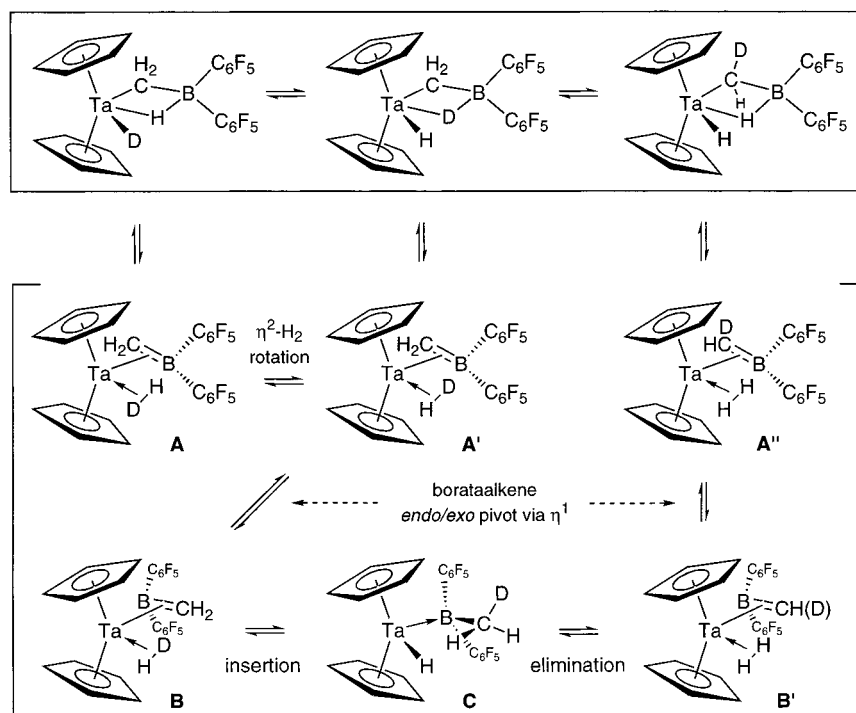 H₂
C
C₆F₅
B
Ta
H
C₆F₅
D
H₂
C
C₆F₅
B
Ta
D
C₆F₅
H
D
C
C₆F₅
H
B
Ta
H
C₆F₅
H
H₂C
C₆F₅
B
Ta
H
C₆F₅
D
A
η²-H₂
rotation
H₂C
C₆F₅
B
Ta
D
C₆F₅
H
A'
D
HC
C₆F₅
B
Ta
H
C₆F₅
H
A''
borataalkene
endo/exo pivot via η¹
C₆F₅
B
CH₂
Ta
C₆F₅
D
H
B
insertion
C₆F₅
D
B
C
Ta
H
H
C₆F₅
H
C
elimination
C₆F₅
B
CH(D)
Ta
C₆F₅
H
H
B'